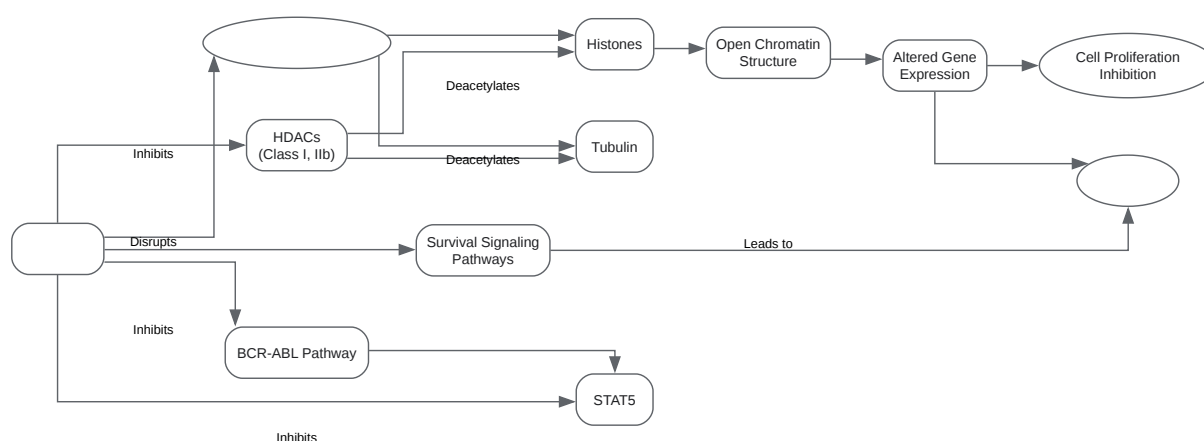 Histones
Open Chromatin
Structure
Altered Gene
Expression
Cell Proliferation
Inhibition
Deacetylates
HDACs
(Class I, IIb)
Inhibits
Tubulin
Deacetylates
Disrupts
Survival Signaling
Pathways
Leads to
Inhibits
BCR-ABL Pathway
STAT5
Inhibits